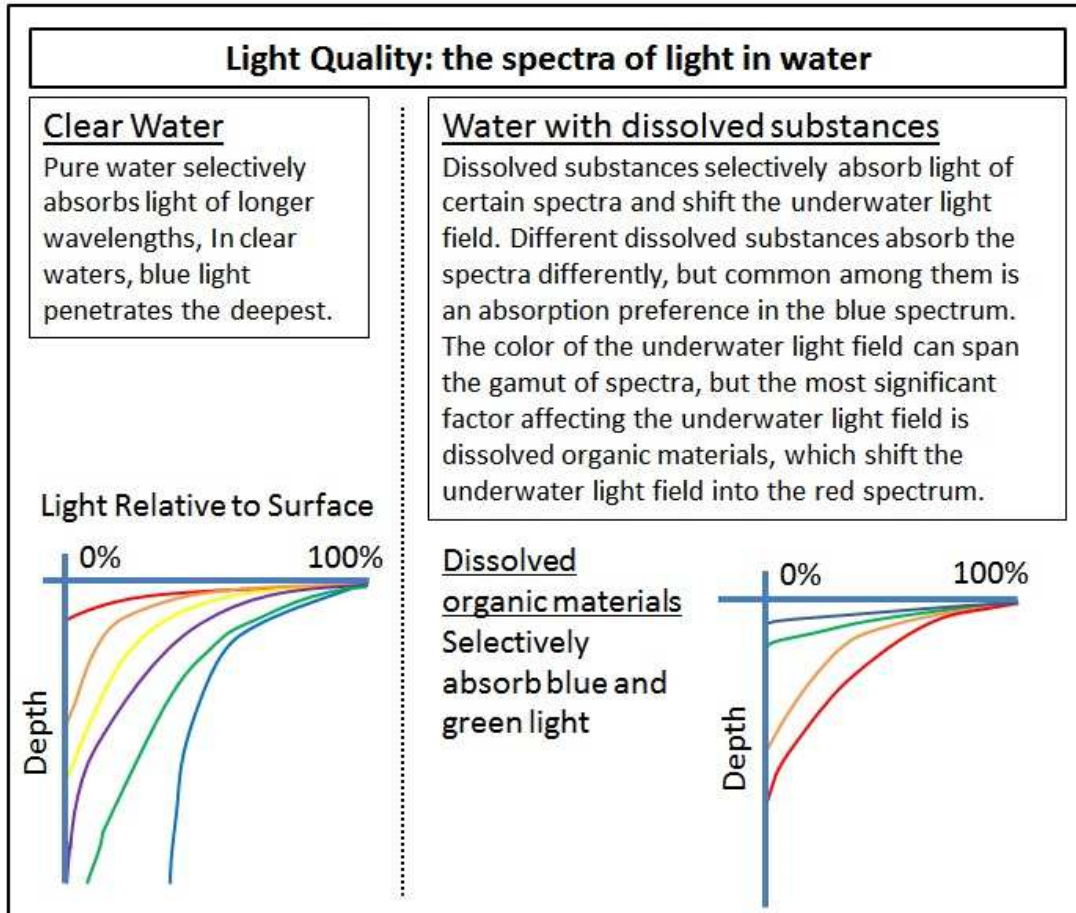 Light Quality: the spectra of light in water
Clear Water
Pure water selectively
absorbs light of longer
wavelengths, In clear
waters, blue light
penetrates the deepest.
Light Relative to Surface
0% 100%
Depth
Water with dissolved substances
Dissolved substances selectively absorb light of
certain spectra and shift the underwater light
field. Different dissolved substances absorb the
spectra differently, but common among them is
an absorption preference in the blue spectrum.
The color of the underwater light field can span
the gamut of spectra, but the most significant
factor affecting the underwater light field is
dissolved organic materials, which shift the
underwater light field into the red spectrum.
Dissolved
organic materials
Selectively
absorb blue and
green light
0% 100%
Depth